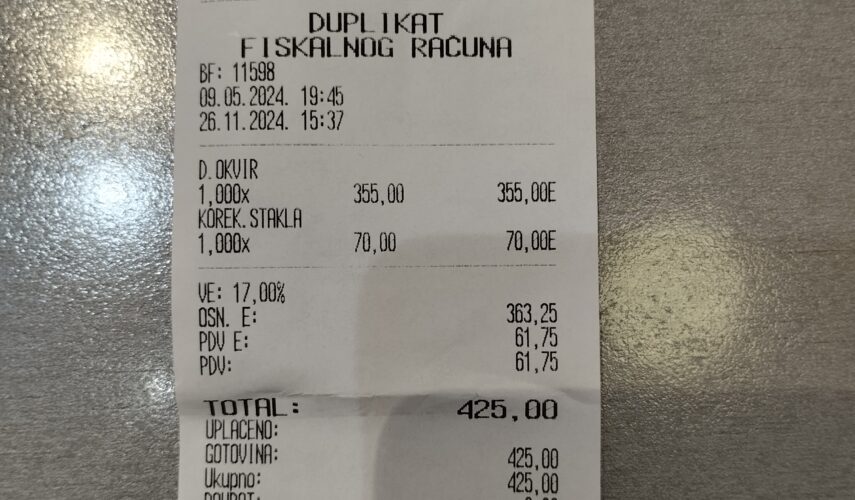 DUPLIKAT
FISKALNOG RAČUNA
BF: 11598
09.05.2024. 19:45
26.11.2024. 15:37
D.OKVIR
1,000x 355,00 355,00E
KOREK.STAKLA
1,000x 70,00 70,00E
VE: 17,00%
OSN. E: 363,25
PDV E: 61,75
PDV: 61,75
TOTAL: 425,00
UPLAĆENO:
GOTOVINA: 425,00
Ukupno: 425,00